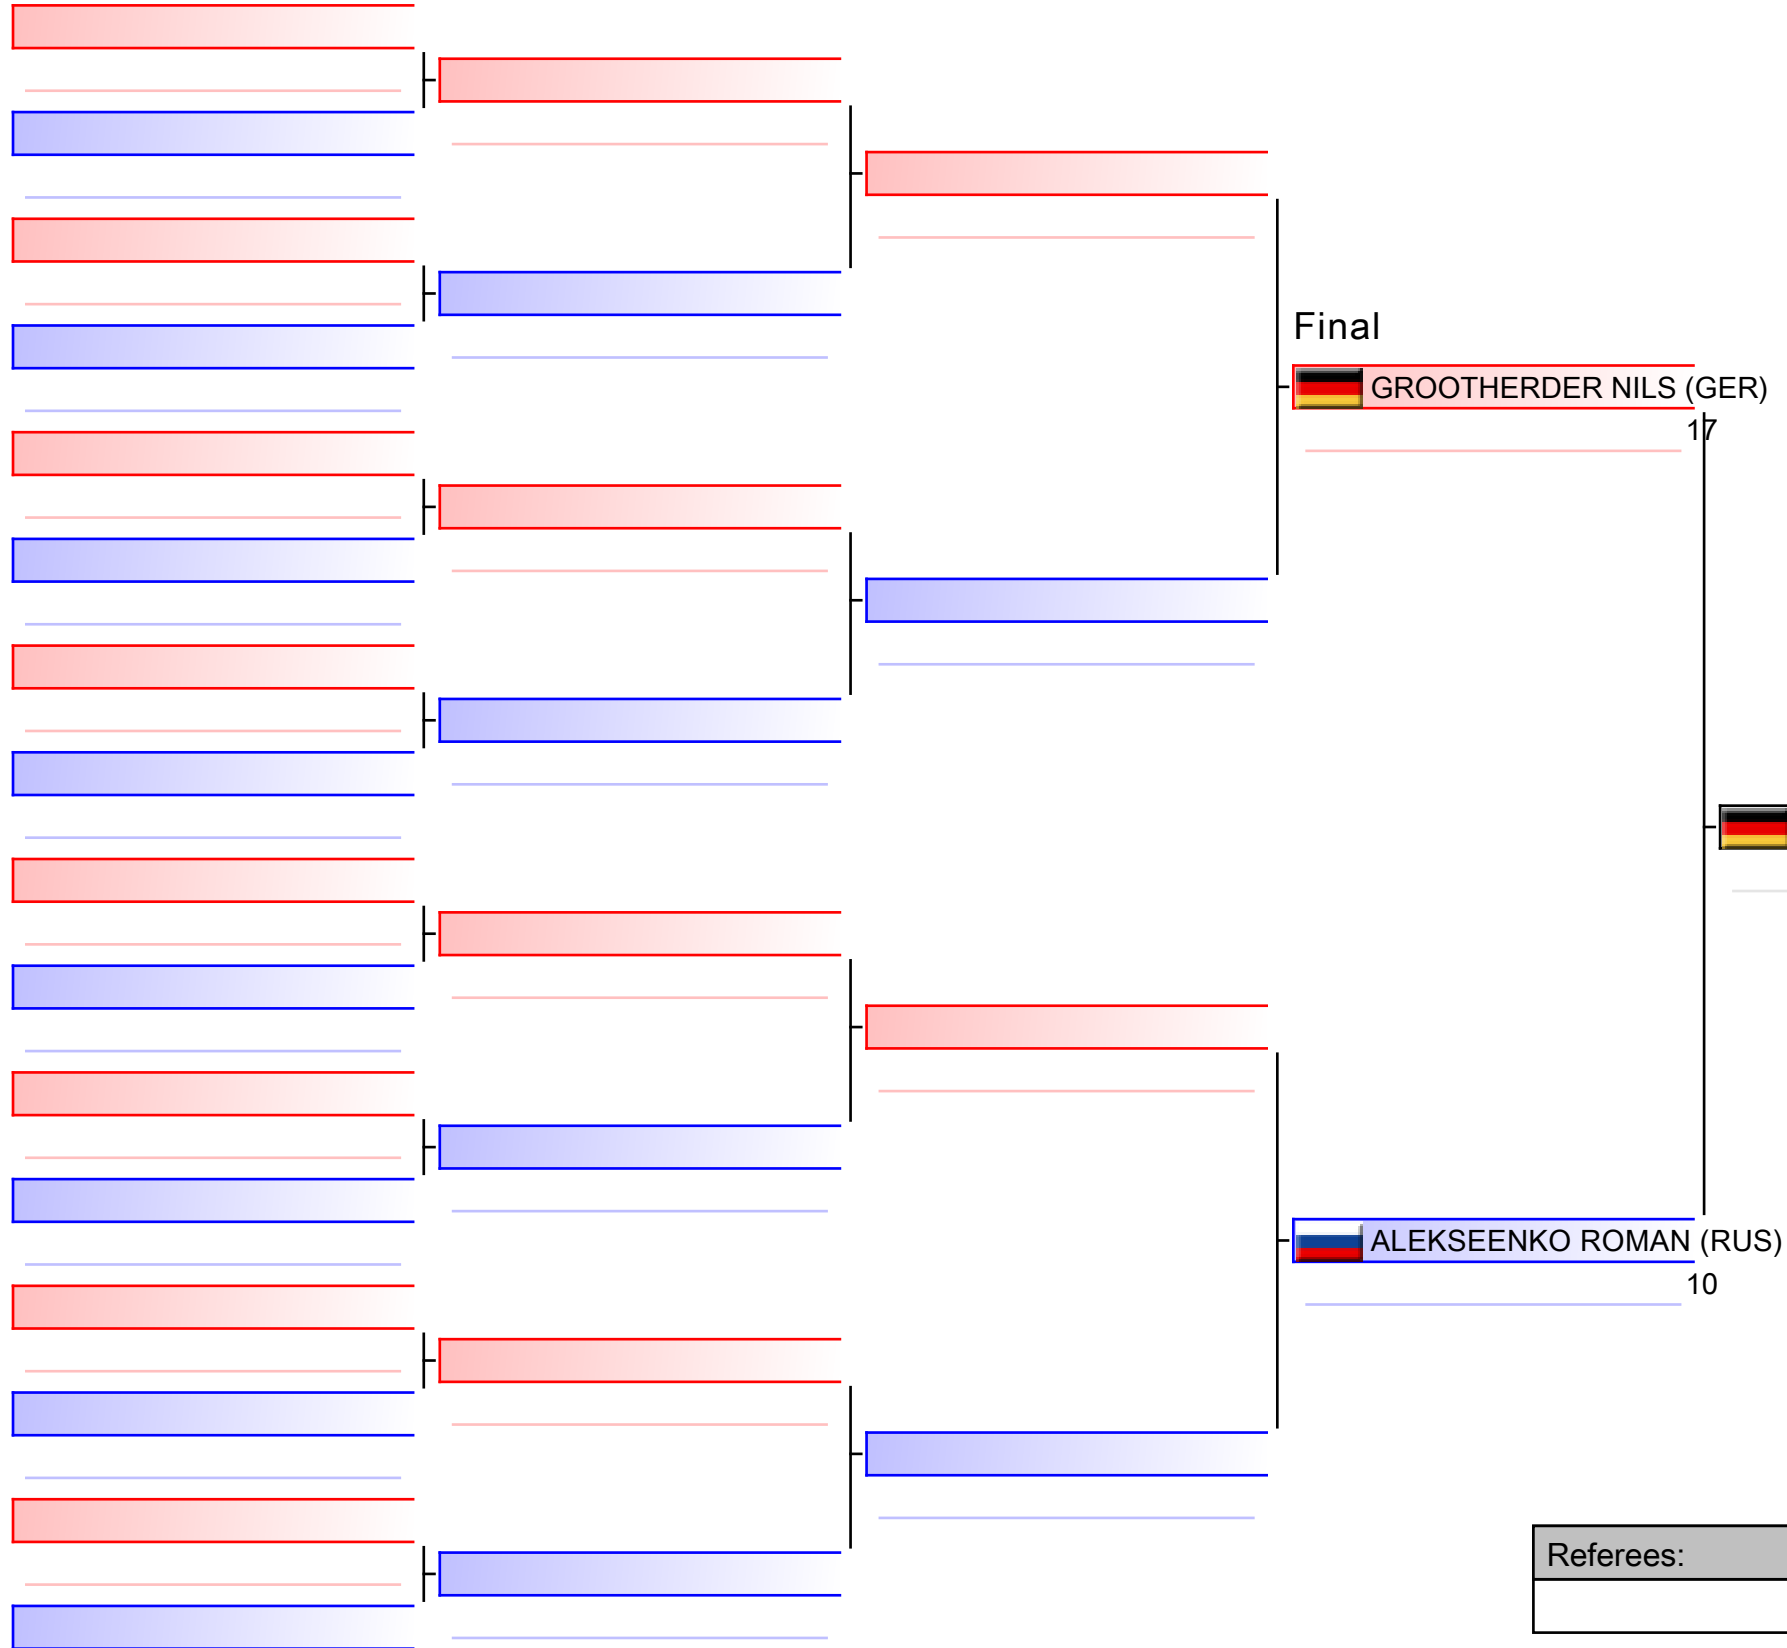 Final
GROOTHERDER NILS (GER)
17
ALEKSEENKO ROMAN (RUS)
10
Referees: